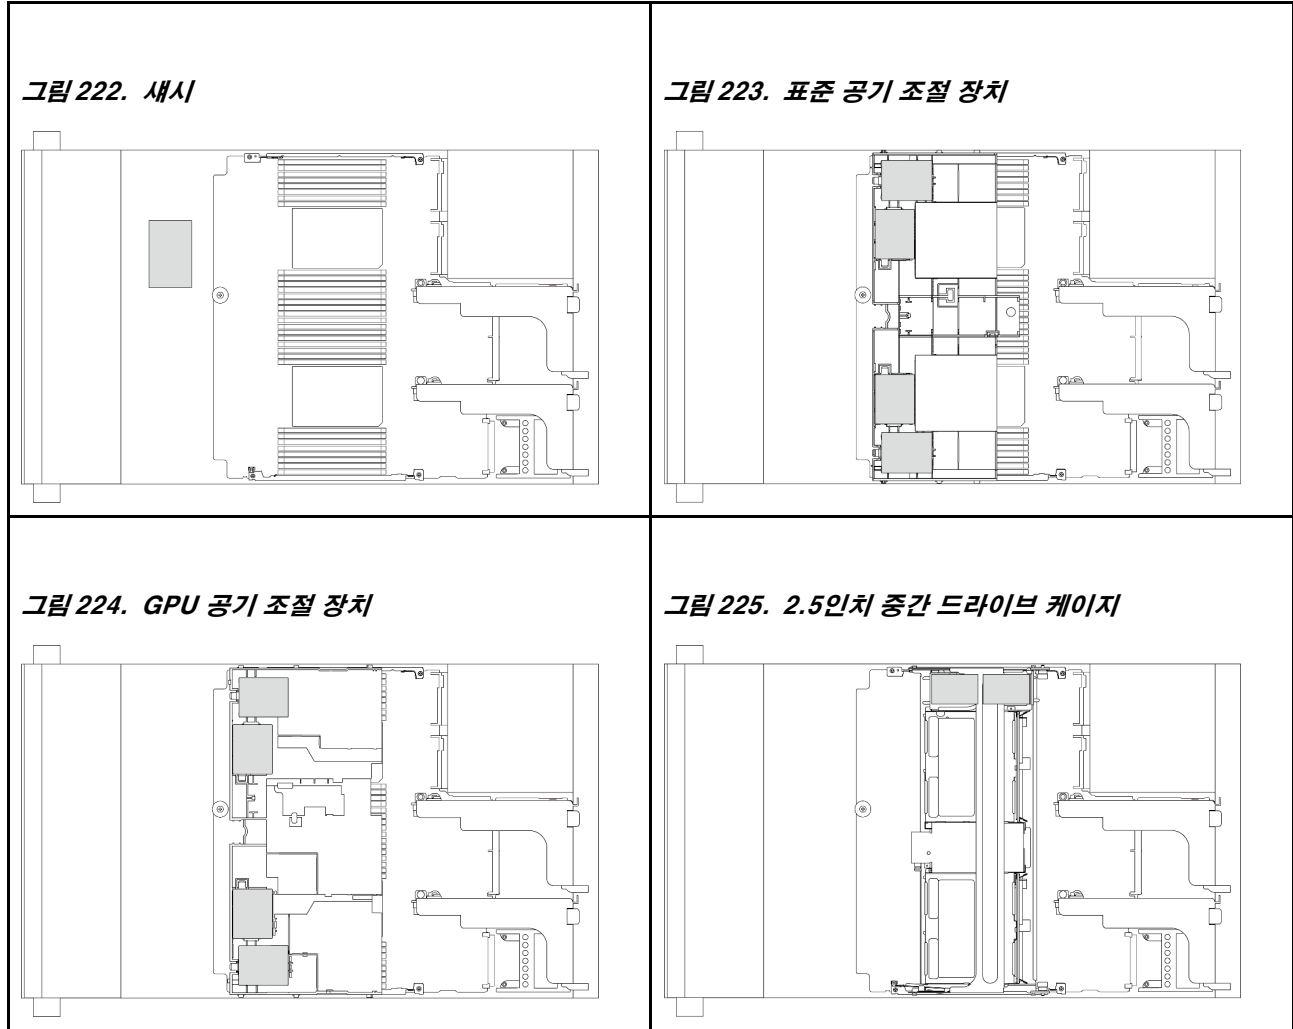 그림 222. 섀시
그림 223. 표준 공기 조절 장치
그림 224. GPU 공기 조절 장치
그림 225. 2.5인치 중간 드라이브 케이지